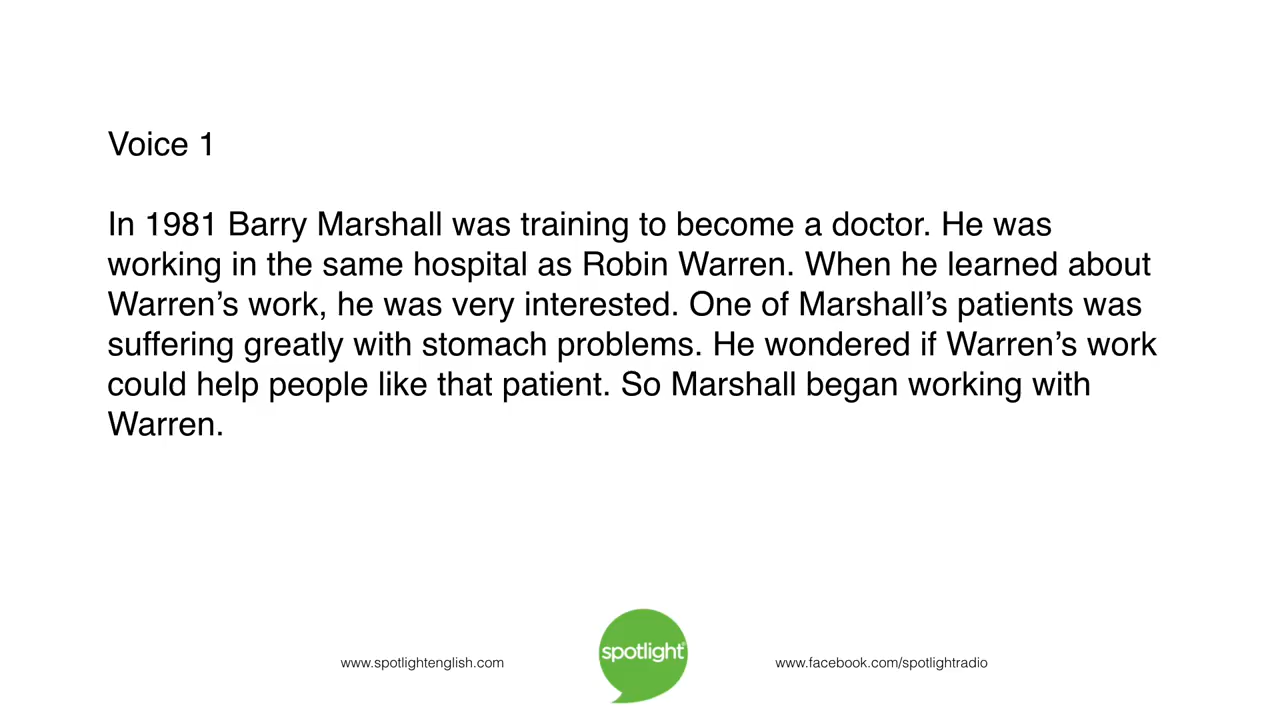 Voice 1
In 1981 Barry Marshall was training to become a doctor. He was
working in the same hospital as Robin Warren. When he learned about
Warren’s work, he was very interested. One of Marshall’s patients was
suffering greatly with stomach problems. He wondered if Warren’s work
could help people like that patient. So Marshall began working with
Warren.
www.spotlightenglish.com
spotlight®
www.facebook.com/spotlightradio